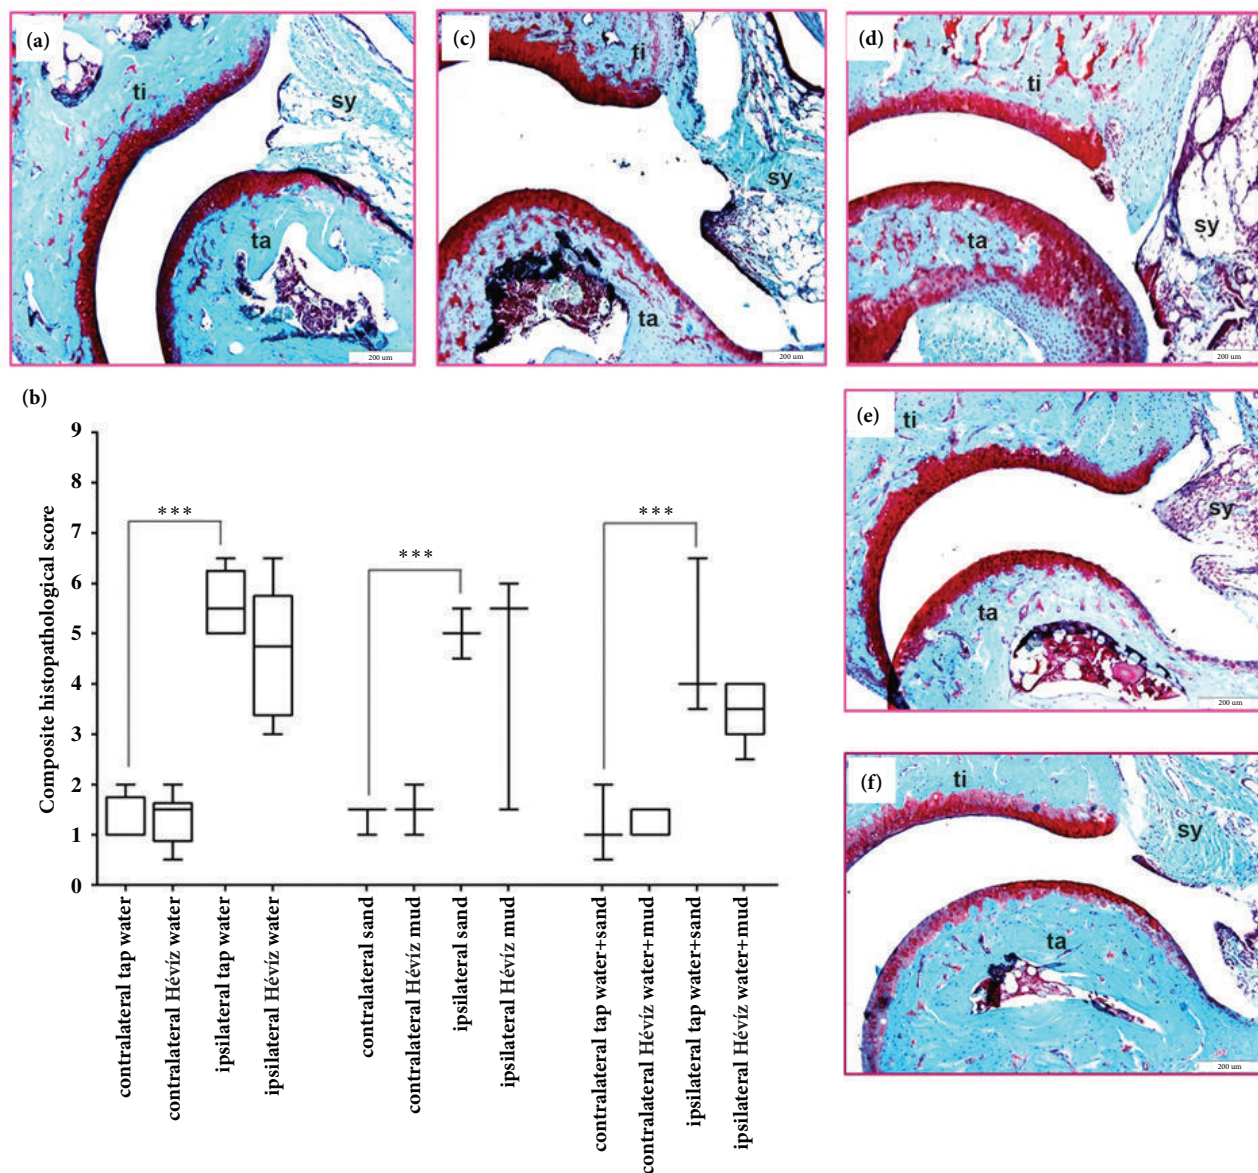 (a)
ti
sy
ta
200 um
(c)
ti
sy
ta
200 um
(d)
ti
ta
sy
200 um
(b)
Composite histopathological score
9
8
7
6
5
4
3
2
1
0
***
***
***
contralateral tap water
contralateral Hévíz water
ipsilateral tap water
ipsilateral Hévíz water
contralateral sand
contralateral Hévíz mud
ipsilateral sand
ipsilateral Hévíz mud
contralateral tap water+sand
contralateral Hévíz water+mud
ipsilateral tap water+sand
ipsilateral Hévíz water+mud
(e)
ti
sy
ta
200 um
(f)
ti
sy
ta
200 um